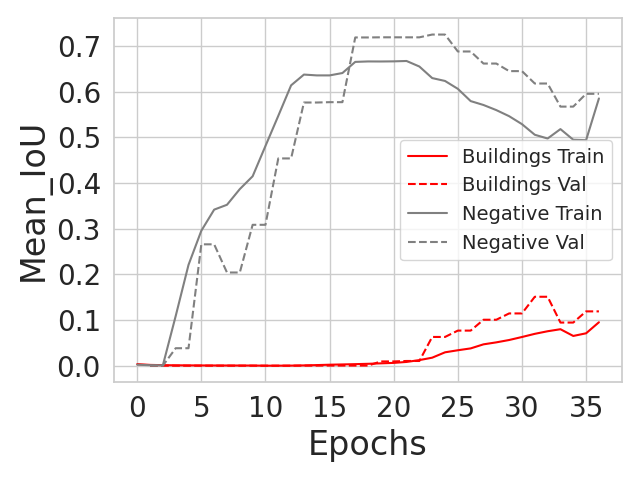 Mean_IoU
0.7
0.6
0.5
0.4
0.3
0.2
0.1
0.0
Buildings Train
Buildings Val
Negative Train
Negative Val
0 5 10 15 20 25 30 35
Epochs